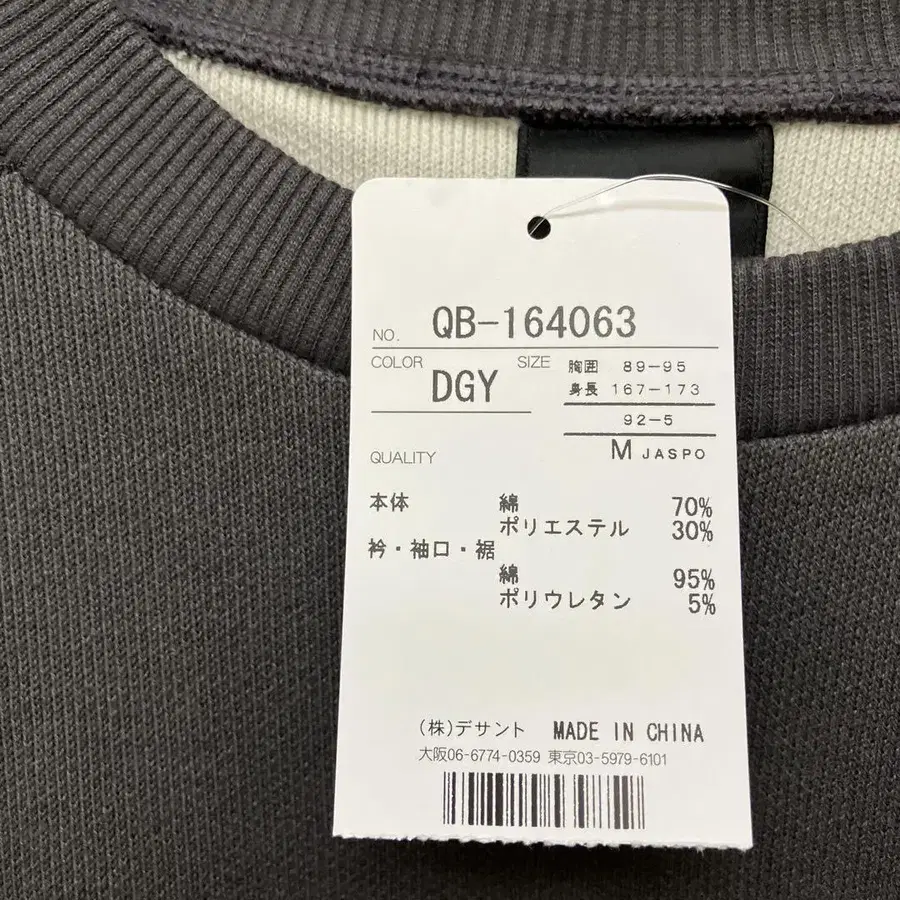 NO. QB-164063
COLOR DGY SIZE 胸囲 89-95
身長 167-173
92-5
M JASPO
QUALITY
本体 綿 70%
ポリエステル 30%
衿・袖口・裾
綿 95%
ポリウレタン 5%
(株)デサント MADE IN CHINA
大阪06-6774-0359 東京03-5979-6101